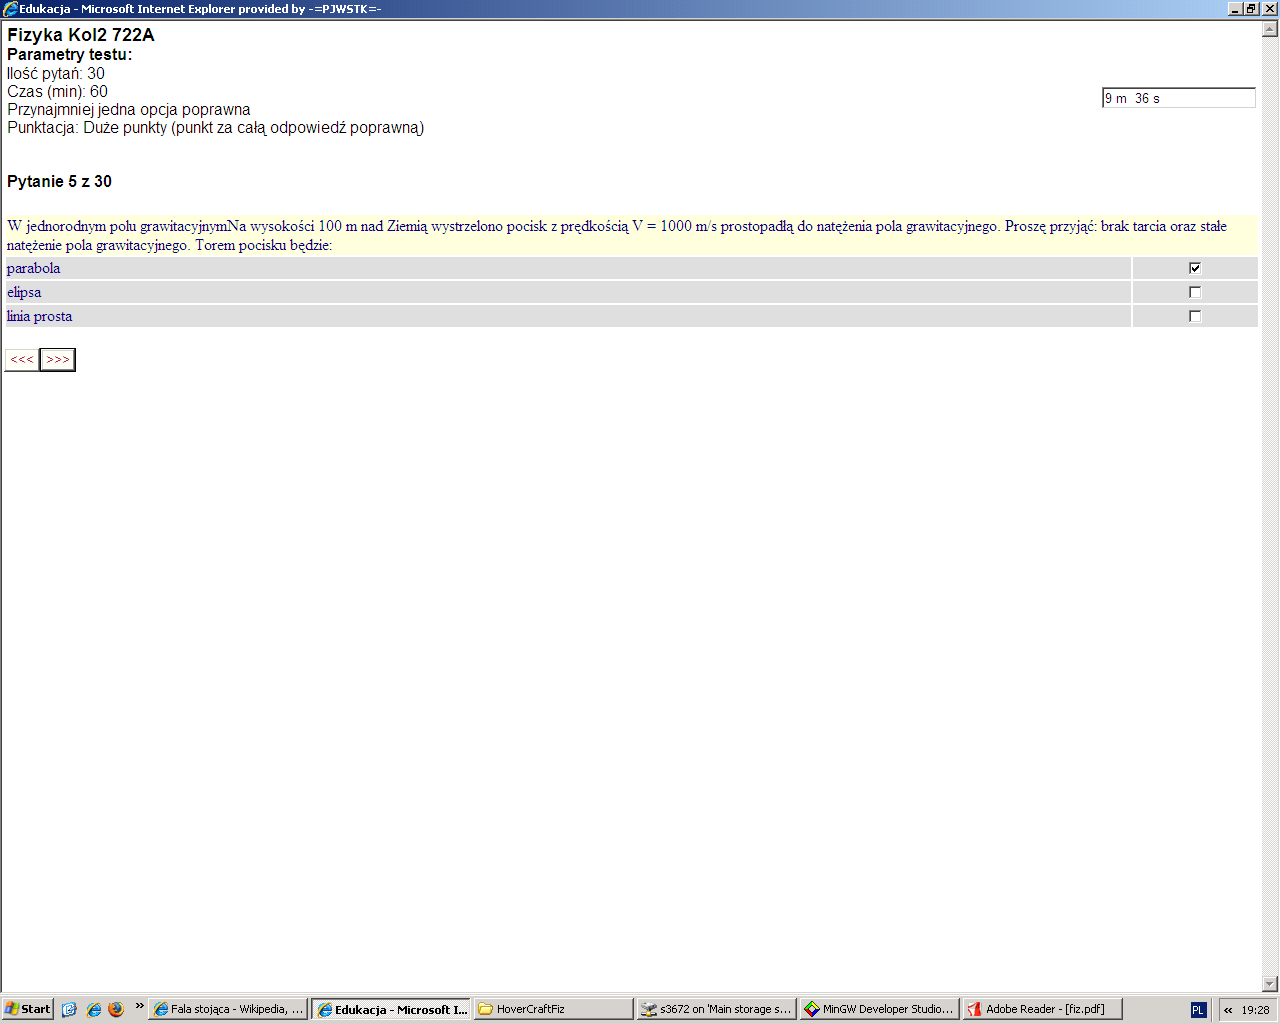 Edukacja - Microsoft Internet Explorer provided by -=PJWSTK=-
Fizyka Kol2 722A
Parametry testu:
Ilość pytań: 30
Czas (min): 60
9 m 36 s
Przynajmniej jedna opcja poprawna
Punktacja: Duże punkty (punkt za całą odpowiedź poprawną)
Pytanie 5 z 30
W jednorodnym polu grawitacyjnymNa wysokości 100 m nad Ziemią wystrzelono pocisk z prędkością V = 1000 m/s prostopadłą do natężenia pola grawitacyjnego. Proszę przyjąć: brak tarcia oraz stałe
natężenie pola grawitacyjnego. Torem pocisku będzie:
parabola
elipsa
linia prosta
<<< >>>
Start » Fala stojąca - Wikipedia, ... Edukacja - Microsoft I... HoverCraftFiz s3672 on 'Main storage s... MinGW Developer Studio... Adobe Reader - [fiz.pdf] PL « 19:28